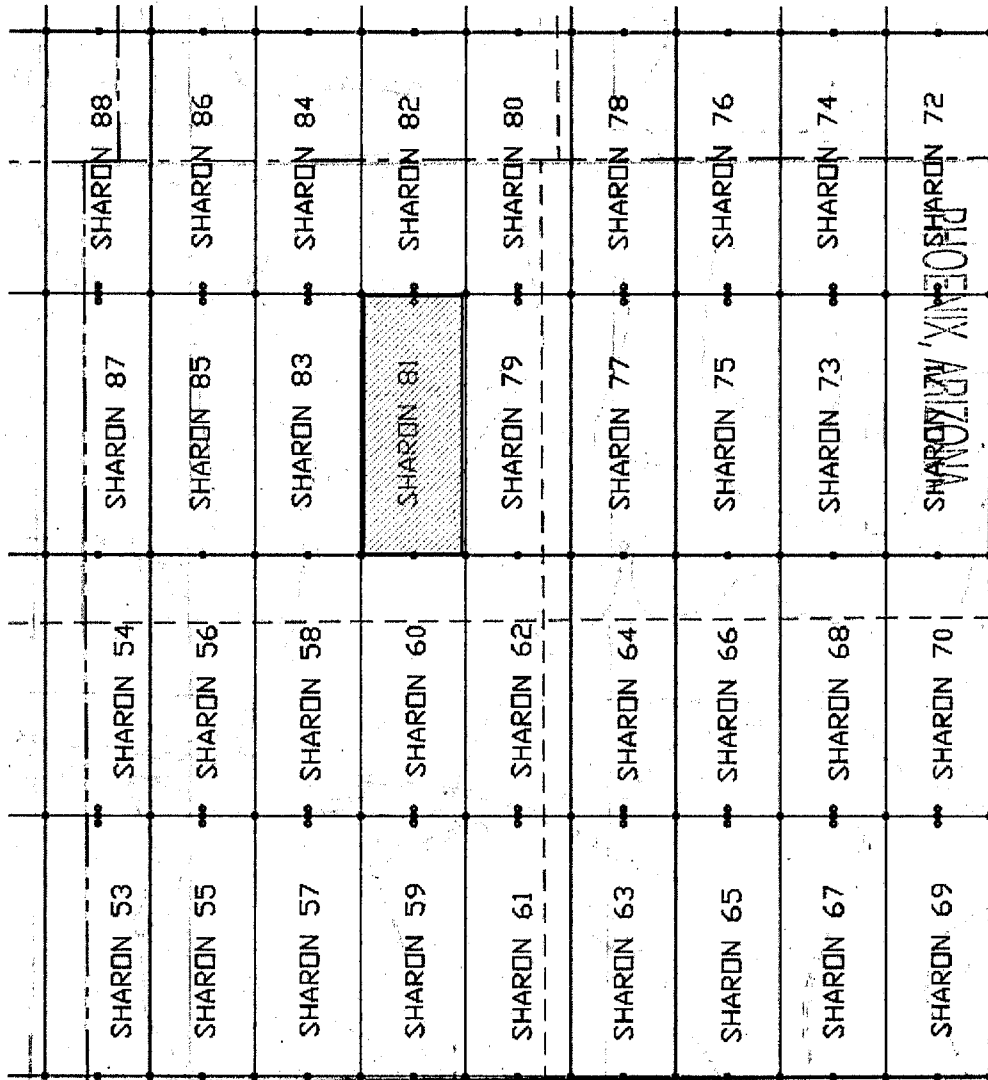 SHARON 88
SHARON 86
SHARON 84
SHARON 82
SHARON 80
SHARON 78
SHARON 76
SHARON 74
SHARON 72
SHARON 87
SHARON 85
SHARON 83
SHARON 81
SHARON 79
SHARON 77
SHARON 75
SHARON 73
SHARON 71
PHOENIX, ARIZONA
SHARON 54
SHARON 56
SHARON 58
SHARON 60
SHARON 62
SHARON 64
SHARON 66
SHARON 68
SHARON 70
SHARON 53
SHARON 55
SHARON 57
SHARON 59
SHARON 61
SHARON 63
SHARON 65
SHARON 67
SHARON 69